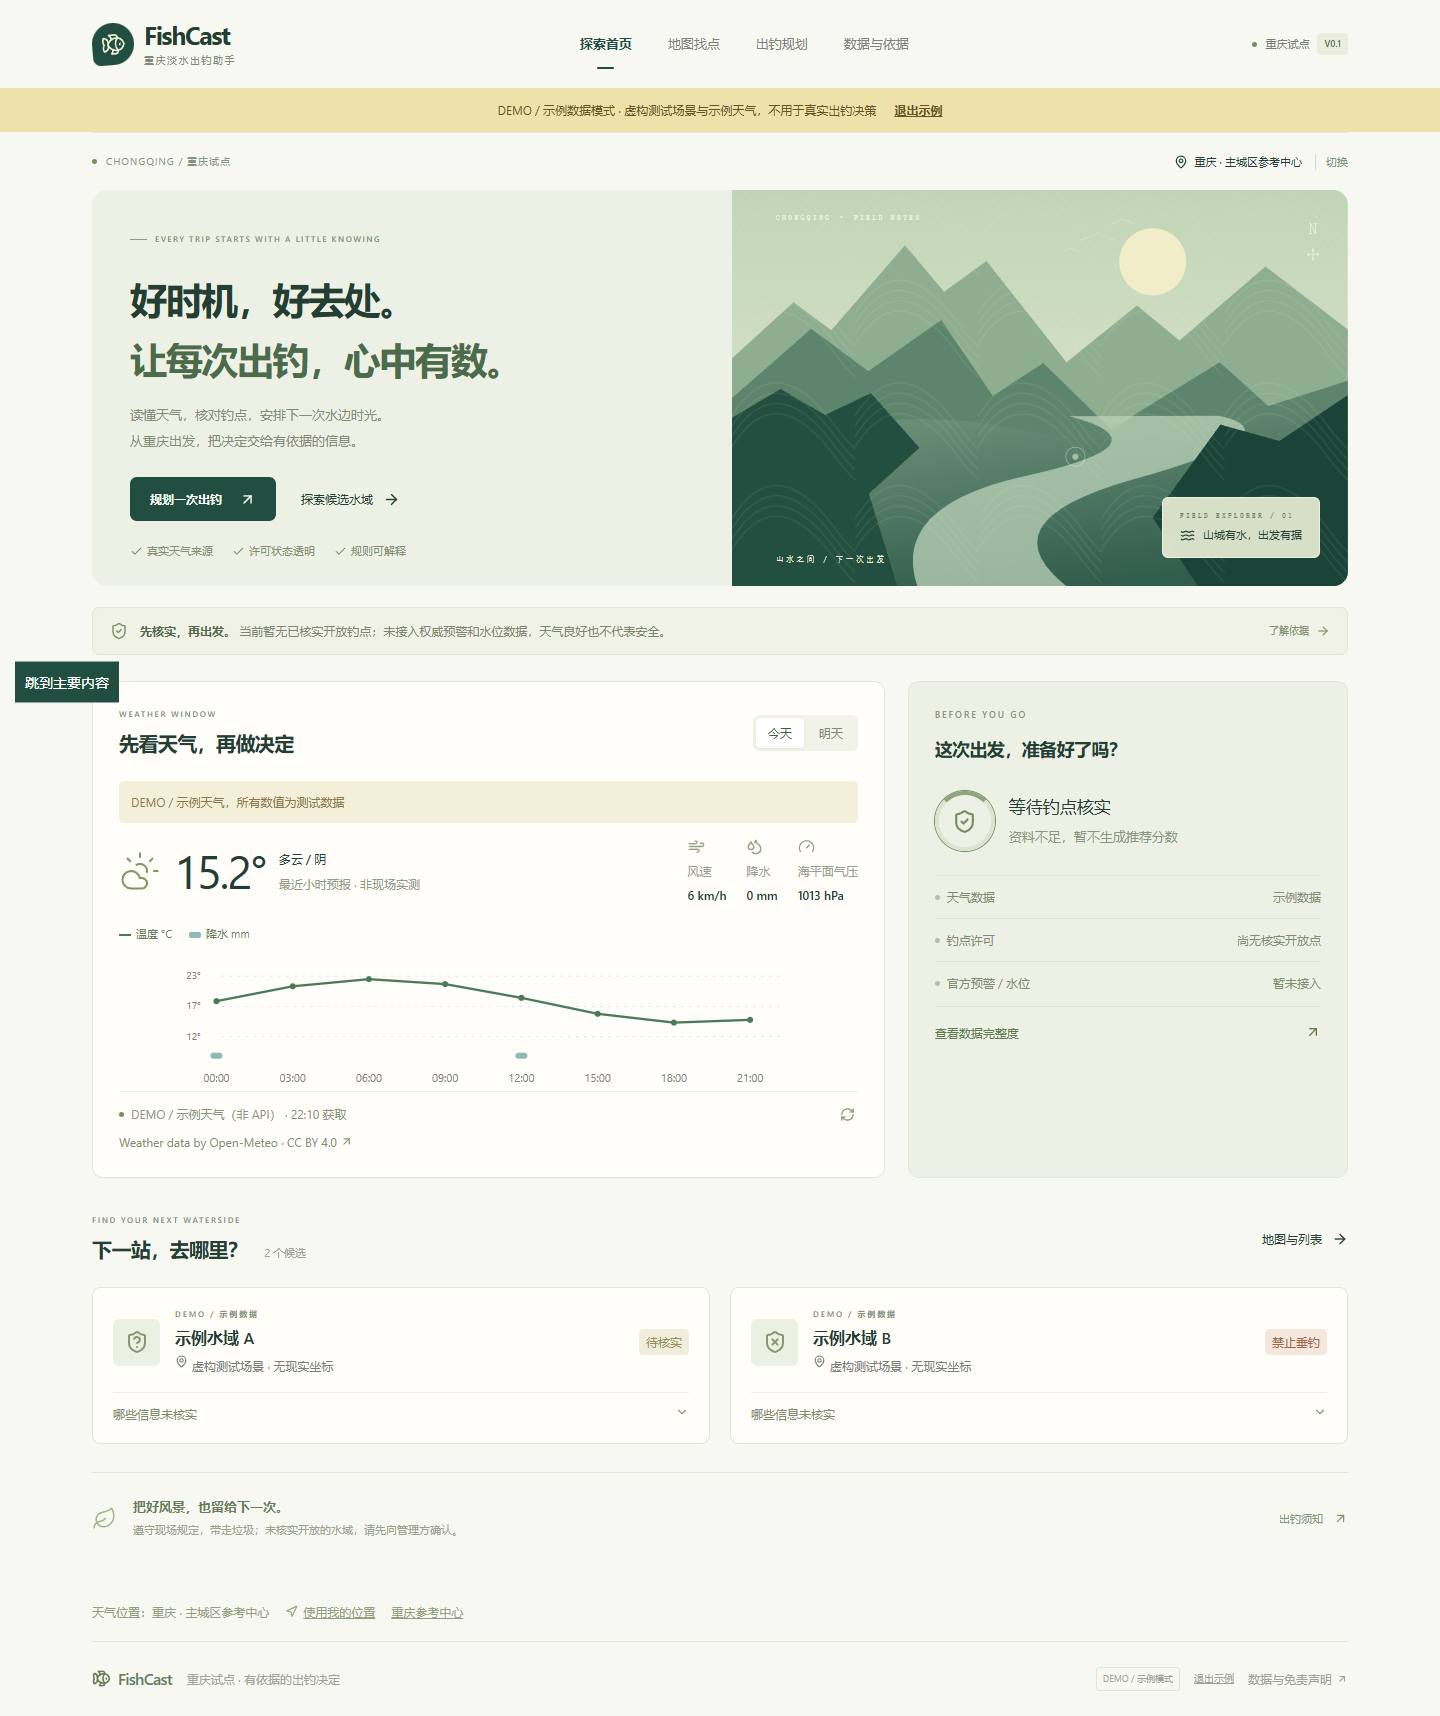 FishCast
重庆淡水出钓助手
探索首页
地图找点
出钓规划
数据与依据
重庆试点
V0.1
DEMO / 示例数据模式 · 虚构测试场景与示例天气，不用于真实出钓决策
退出示例
CHONGQING / 重庆试点
重庆 · 主城区参考中心
切换
EVERY TRIP STARTS WITH A LITTLE KNOWING
好时机，好去处。
让每次出钓，心中有数。
读懂天气，核对钓点，安排下一次水边时光。
从重庆出发，把决定交给有依据的信息。
规划一次出钓
探索候选水域
真实天气来源
许可状态透明
规则可解释
CHONGQING · FIELD NOTES
N
FIELD EXPLORER / 01
山城有水，出发有据
山水之间 / 下一次出发
先核实，再出发。 当前暂无已核实开放钓点；未接入权威预警和水位数据，天气良好也不代表安全。
了解依据
跳到主要内容
WEATHER WINDOW
先看天气，再做决定
今天
明天
DEMO / 示例天气，所有数值为测试数据
15.2°
多云 / 阴
最近小时预报 · 非现场实测
风速
6 km/h
降水
0 mm
海平面气压
1013 hPa
温度 °C
降水 mm
23°
17°
12°
00:00
03:00
06:00
09:00
12:00
15:00
18:00
21:00
DEMO / 示例天气（非 API） · 22:10 获取
Weather data by Open-Meteo · CC BY 4.0
BEFORE YOU GO
这次出发，准备好了吗？
等待钓点核实
资料不足，暂不生成推荐分数
天气数据
示例数据
钓点许可
尚无核实开放点
官方预警 / 水位
暂未接入
查看数据完整度
FIND YOUR NEXT WATERSIDE
下一站，去哪里？
2 个候选
地图与列表
DEMO / 示例数据
示例水域 A
虚构测试场景 · 无现实坐标
待核实
哪些信息未核实
DEMO / 示例数据
示例水域 B
虚构测试场景 · 无现实坐标
禁止垂钓
哪些信息未核实
把好风景，也留给下一次。
遵守现场规定，带走垃圾；未核实开放的水域，请先向管理方确认。
出钓须知
天气位置：重庆 · 主城区参考中心
使用我的位置
重庆参考中心
FishCast
重庆试点 · 有依据的出钓决定
DEMO / 示例模式
退出示例
数据与免责声明